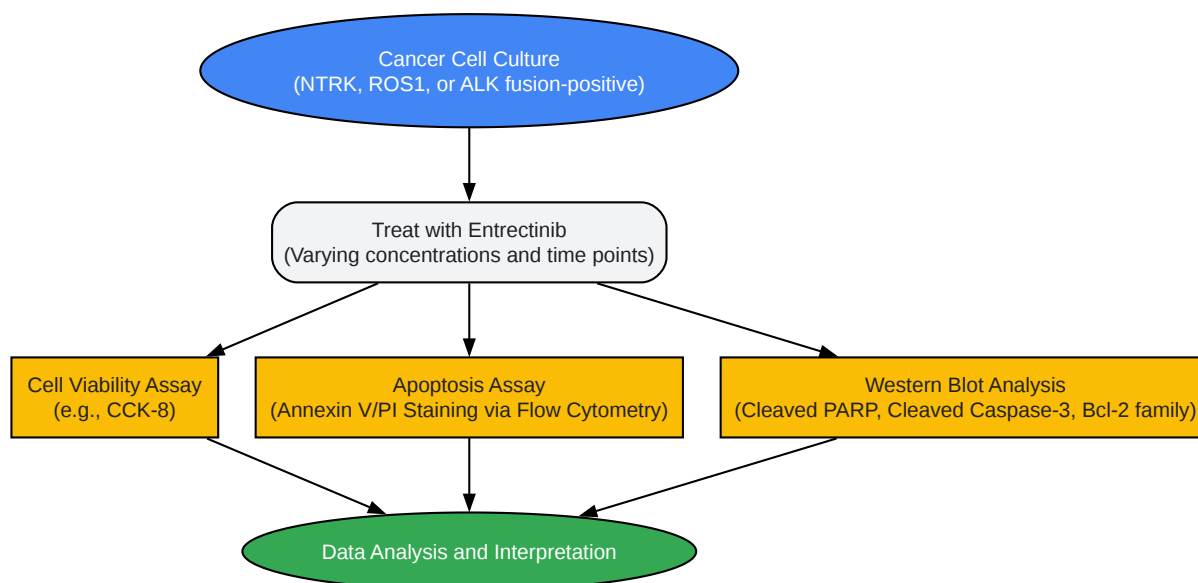 Cancer Cell Culture
(NTRK, ROS1, or ALK fusion-positive)
Treat with Entrectinib
(Varying concentrations and time points)
Cell Viability Assay
(e.g., CCK-8)
Apoptosis Assay
(Annexin V/PI Staining via Flow Cytometry)
Western Blot Analysis
(Cleaved PARP, Cleaved Caspase-3, Bcl-2 family)
Data Analysis and Interpretation